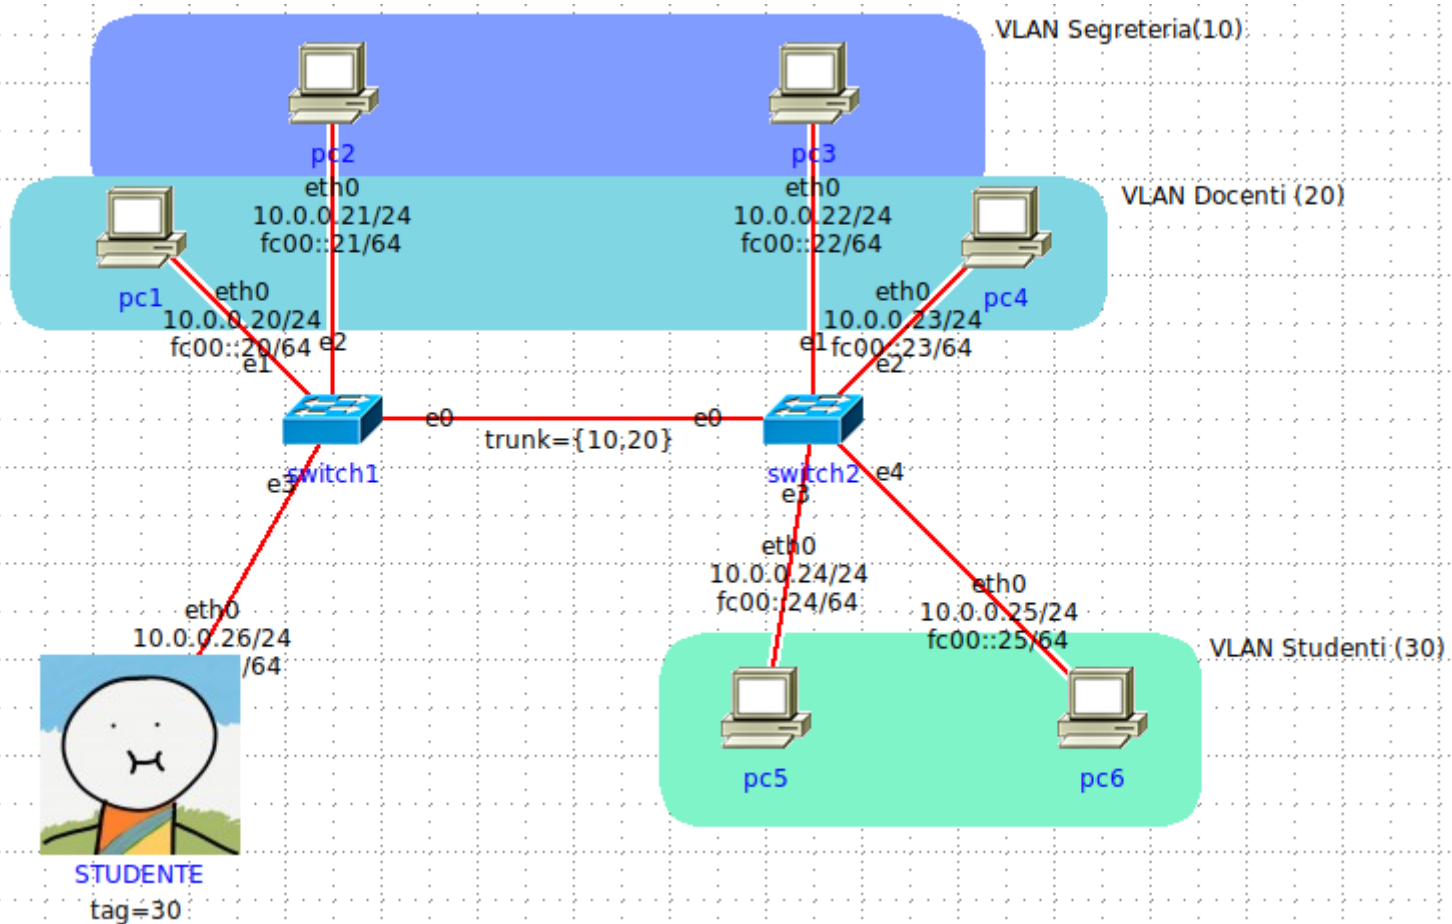 VLAN Segreteria(10)
pc2
pc3
eth0
10.0.0.21/24
fc00::21/64
eth0
10.0.0.22/24
fc00::22/64
VLAN Docenti (20)
pc1
eth0
10.0.0.20/24
fc00::20/64
e1
e2
pc4
eth0
10.0.0.23/24
fc00::23/64
e1
e2
e0
e0
trunk={10,20}
switch1
e3
switch2
e3
e4
eth0
10.0.0.24/24
fc00::24/64
eth0
10.0.0.25/24
fc00::25/64
eth0
10.0.0.26/24
/64
VLAN Studenti (30)
pc5
pc6
STUDENTE
tag=30